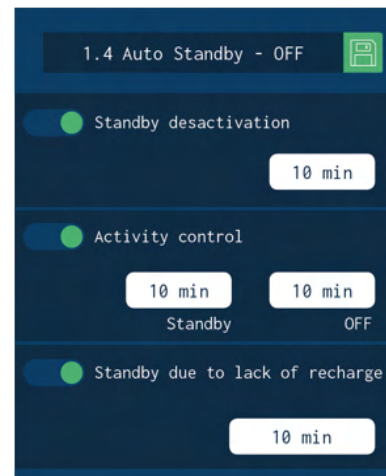 1.4 Auto Standby - OFF
Standby desactivation
10 min
Activity control
10 min 10 min
Standby OFF
Standby due to lack of recharge
10 min